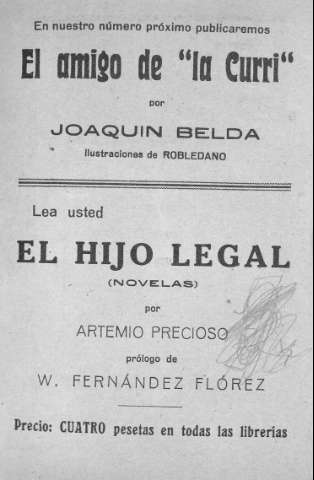 En nuestro número próximo publicaremos
El amigo de "la Curri"
por
JOAQUIN BELDA
Ilustraciones de ROBLEDANO
Lea usted
EL HIJO LEGAL
(NOVELAS)
por
ARTEMIO PRECIOSO
prólogo de
W. FERNÁNDEZ FLÓREZ
Precio: CUATRO pesetas en todas las librerías